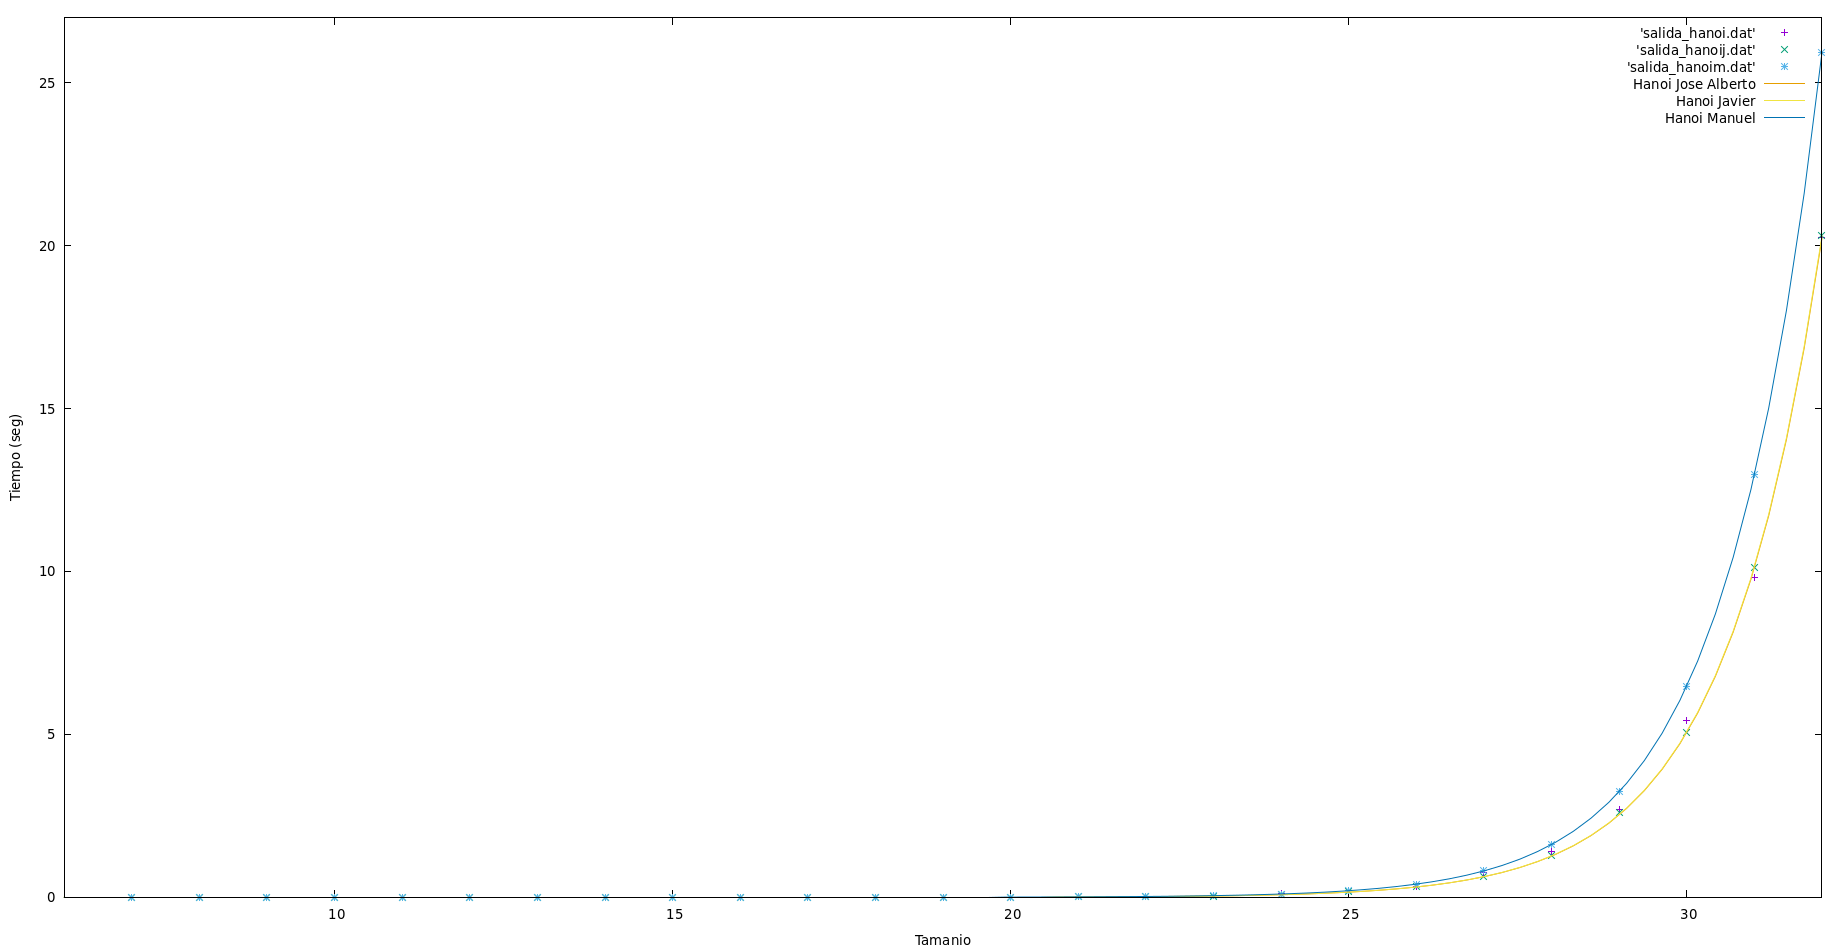 'salida_hanoi.dat'
'salida_hanoij.dat'
'salida_hanoim.dat'
Hanoi Jose Alberto
Hanoi Javier
Hanoi Manuel
25
20
15
10
5
0
Tiempo (seg)
10
15
20
25
30
Tamanio